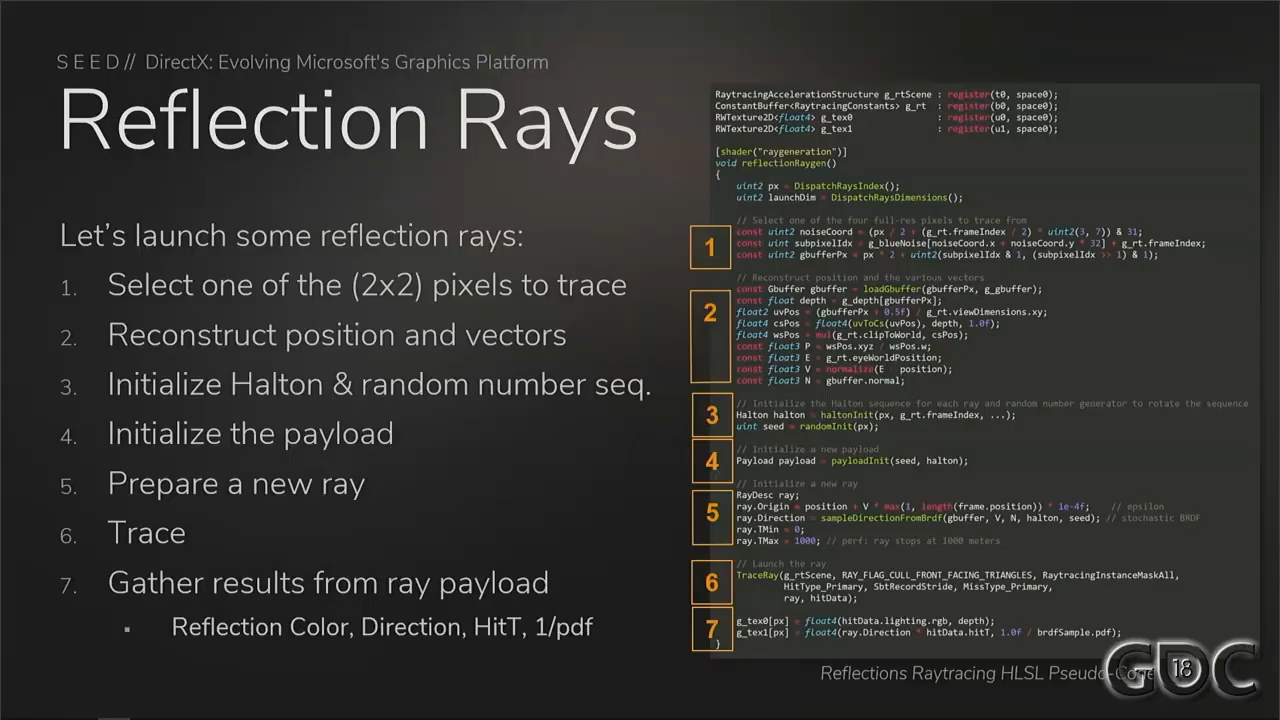 S E E D // DirectX: Evolving Microsoft's Graphics Platform
Reflection Rays
Let's launch some reflection rays:
1. Select one of the (2x2) pixels to trace
2. Reconstruct position and vectors
3. Initialize Halton & random number seq.
4. Initialize the payload
5. Prepare a new ray
6. Trace
7. Gather results from ray payload
▪ Reflection Color, Direction, HitT, 1/pdf
RaytracingAccelerationStructure g_rtScene : register(t0, space0);
ConstantBuffer<RaytracingConstants> g_rt : register(b0, space0);
RWTexture2D<float4> g_tex0 : register(u0, space0);
RWTexture2D<float4> g_tex1 : register(u1, space0);
[shader("raygeneration")]
void reflectionRaygen()
{
uint2 px = DispatchRaysIndex();
uint2 launchDim = DispatchRaysDimensions();
// Select one of the four full-res pixels to trace from
1
const uint2 noiseCoord = (px / 2 + (g_rt.frameIndex / 2) * uint2(3, 7)) & 31;
const uint subpixelIdx = g_blueNoise[noiseCoord.x + noiseCoord.y * 32] + g_rt.frameIndex;
const uint2 gbufferPx = px * 2 + uint2(subpixelIdx & 1, (subpixelIdx >> 1) & 1);
// Reconstruct position and the various vectors
2
const Gbuffer gbuffer = loadGbuffer(gbufferPx, g_gbuffer);
const float depth = g_depth[gbufferPx];
float2 uvPos = (gbufferPx + 0.5f) / g_rt.viewDimensions.xy;
float4 csPos = float4(uvToCs(uvPos), depth, 1.0f);
float4 wsPos = mul(g_rt.clipToWorld, csPos);
const float3 P = wsPos.xyz / wsPos.w;
const float3 E = g_rt.eyeWorldPosition;
const float3 V = normalize(E - position);
const float3 N = gbuffer.normal;
// Initialize the Halton sequence for each ray and random number generator to rotate the sequence
3
Halton halton = haltonInit(px, g_rt.frameIndex, ...);
uint seed = randomInit(px);
// Initialize a new payload
4
Payload payload = payloadInit(seed, halton);
// Initialize a new ray
5
RayDesc ray;
ray.Origin = position + V * max(1, length(frame.position)) * 1e-4f; // epsilon
ray.Direction = sampleDirectionFromBrdf(gbuffer, V, N, halton, seed); // stochastic BRDF
ray.TMin = 0;
ray.TMax = 1000; // perf: ray stops at 1000 meters
// Launch the ray
6
TraceRay(g_rtScene, RAY_FLAG_CULL_FRONT_FACING_TRIANGLES, RaytracingInstanceMaskAll,
HitType_Primary, SbtRecordStride, MissType_Primary,
ray, hitData);
7
g_tex0[px] = float4(hitData.lighting.rgb, depth);
g_tex1[px] = float4(ray.Direction * hitData.hitT, 1.0f / brdfSample.pdf);
}
Reflections Raytracing HLSL Pseudo-Code
GDC
18